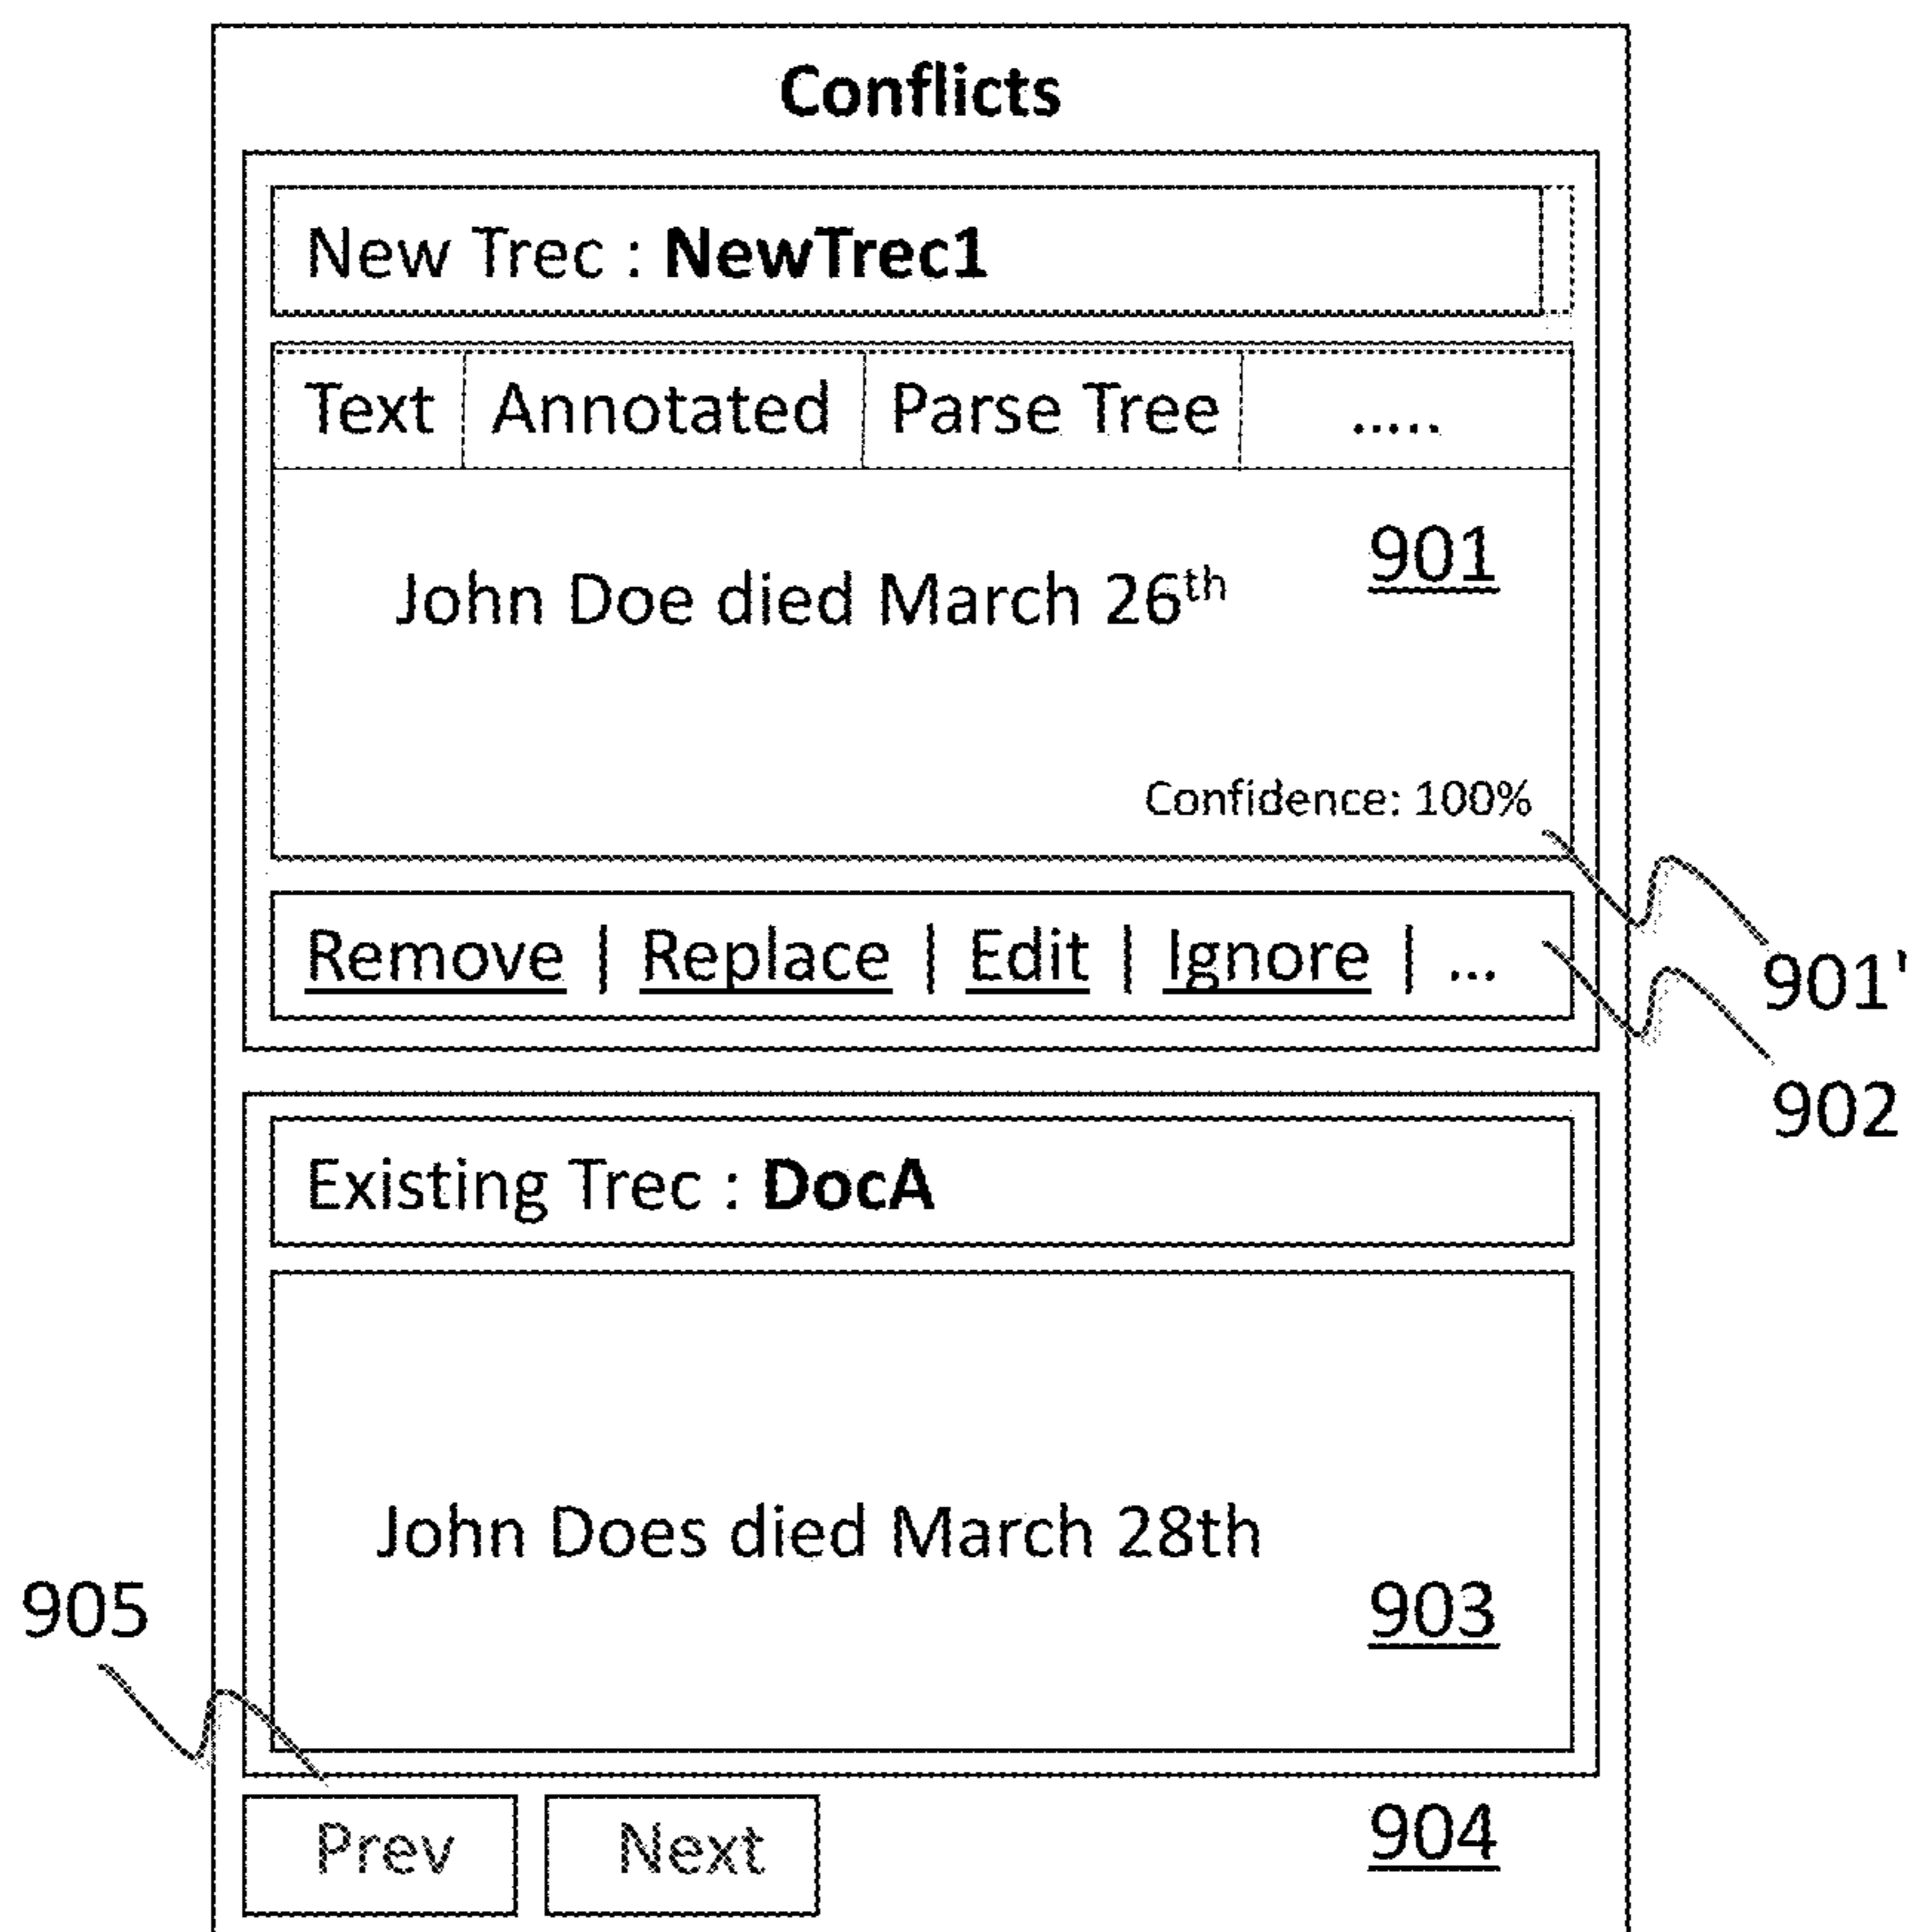 Conflicts
New Trec : NewTrec1
Text Annotated Parse Tree .....
901
John Doe died March 26th
Confidence: 100%
901'
Remove | Replace | Edit | Ignore | ...
902
Existing Trec : DocA
John Does died March 28th
903
905
Prev Next
904